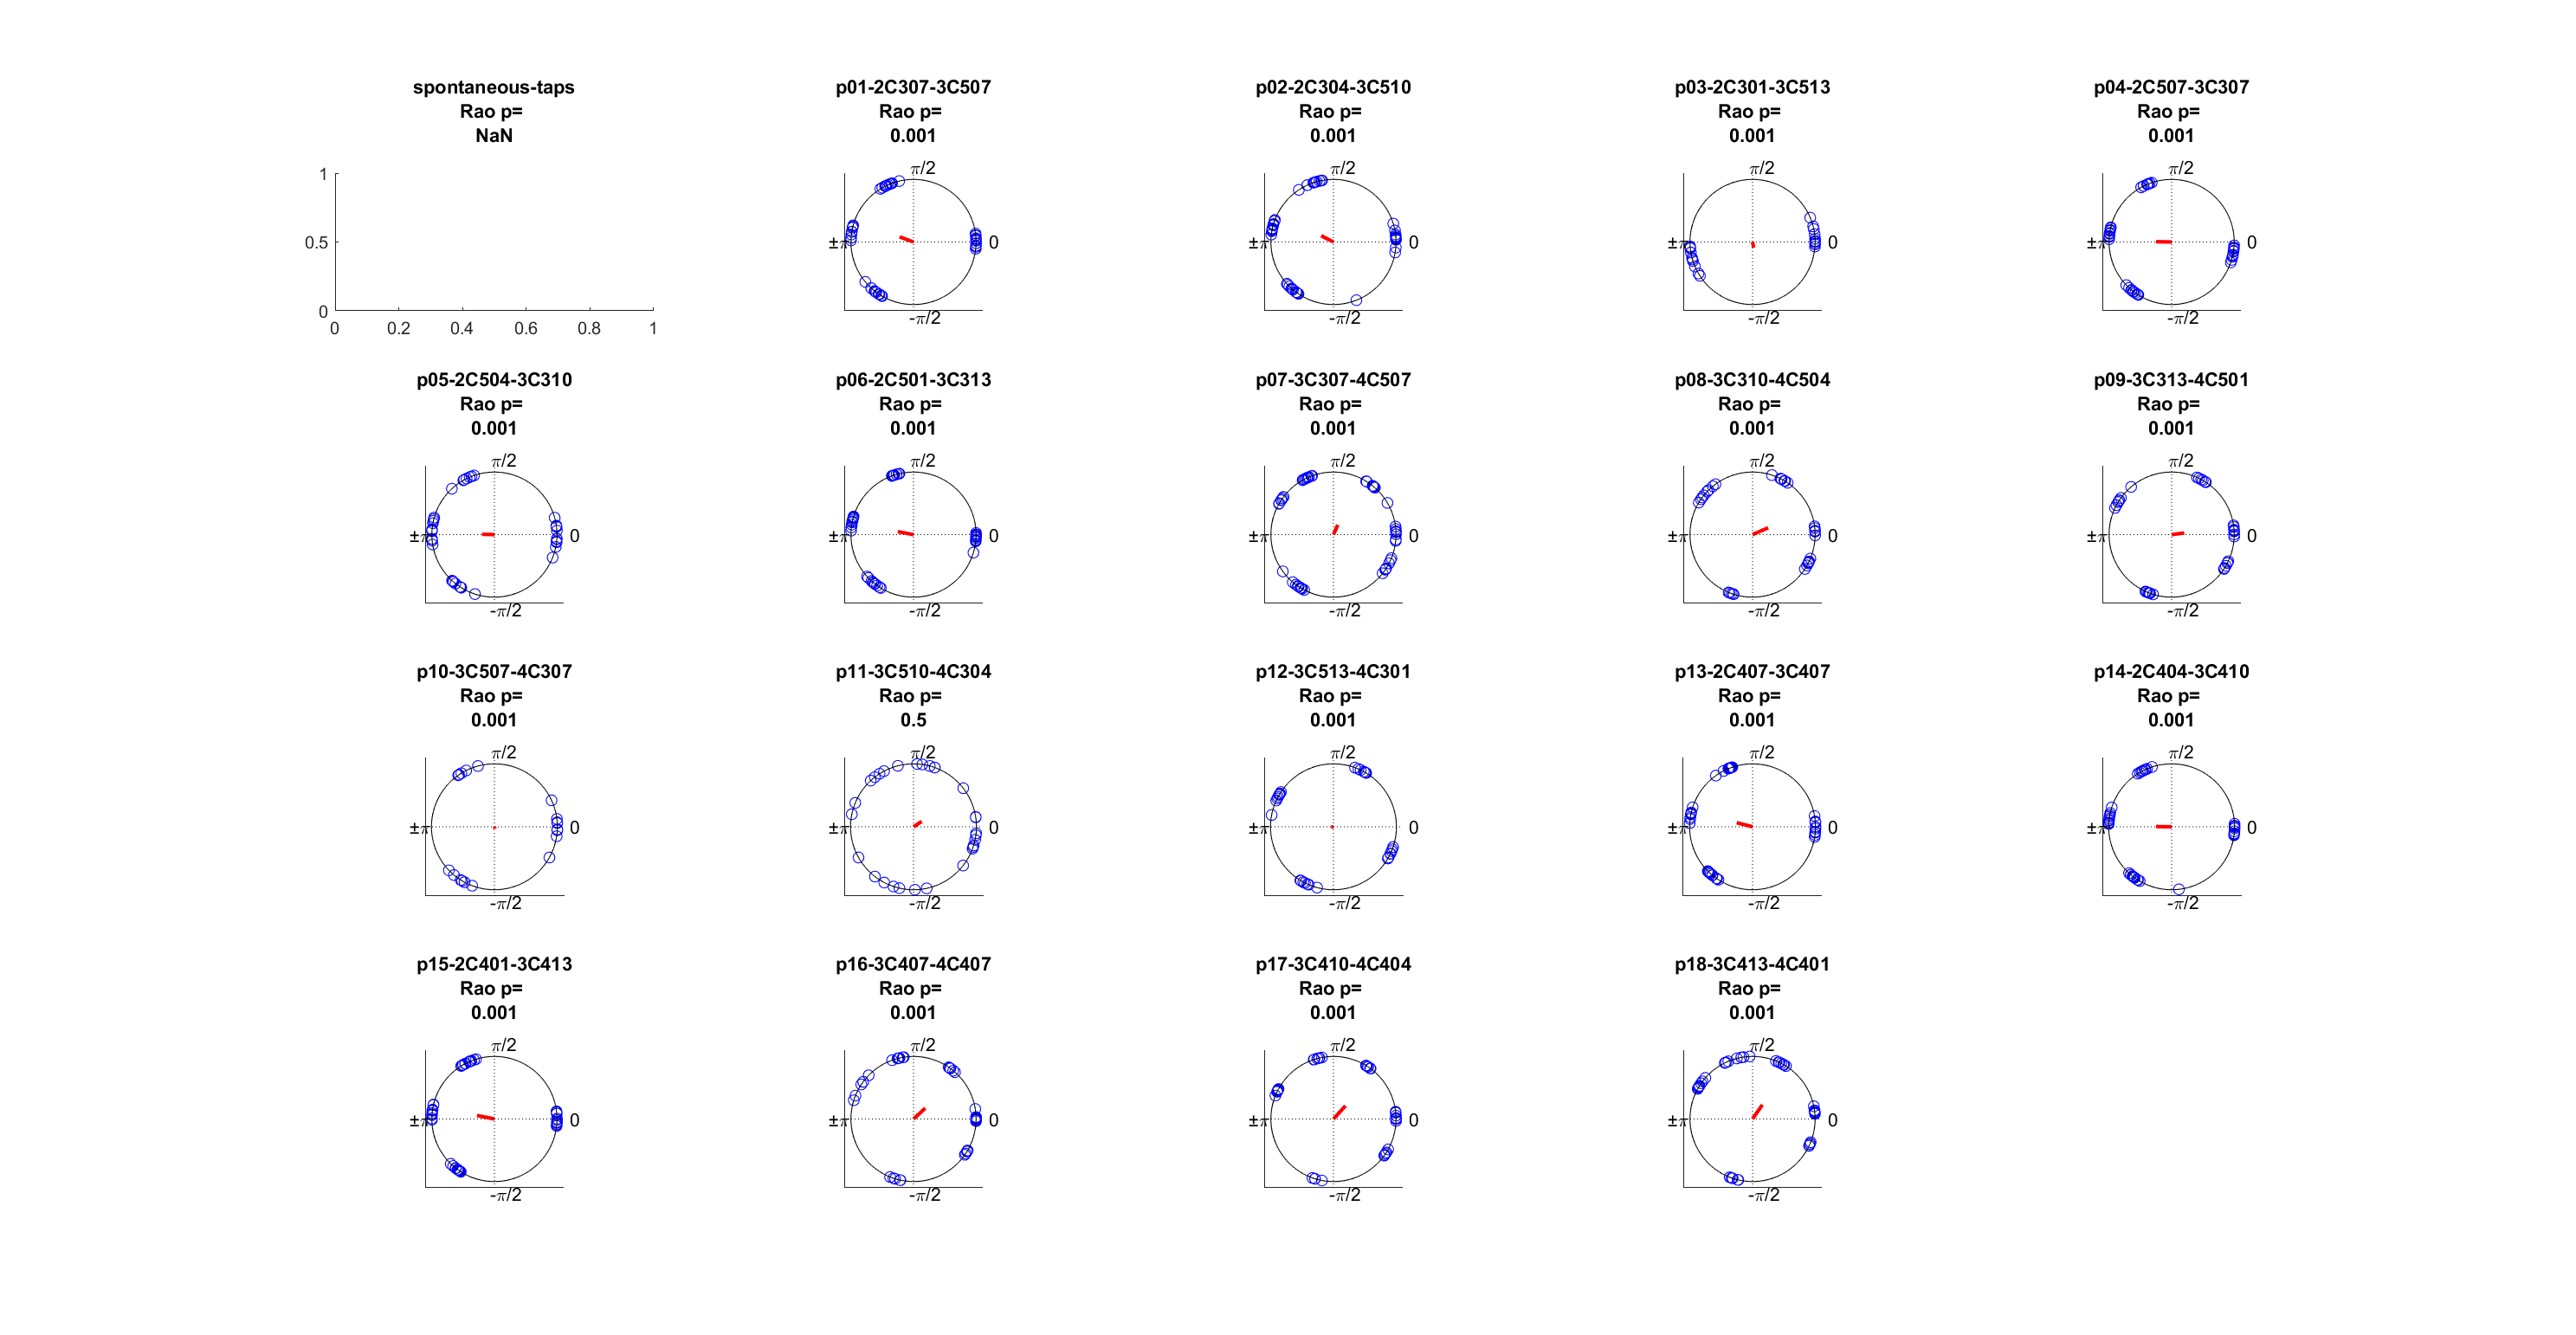 spontaneous-taps
Rao p=
NaN
1
0.5
0
0 0.2 0.4 0.6 0.8 1
p01-2C307-3C507
Rao p=
0.001
π/2
±π 0
-π/2
p02-2C304-3C510
Rao p=
0.001
π/2
±π 0
-π/2
p03-2C301-3C513
Rao p=
0.001
π/2
±π 0
-π/2
p04-2C507-3C307
Rao p=
0.001
π/2
±π 0
-π/2
p05-2C504-3C310
Rao p=
0.001
π/2
±π 0
-π/2
p06-2C501-3C313
Rao p=
0.001
π/2
±π 0
-π/2
p07-3C307-4C507
Rao p=
0.001
π/2
±π 0
-π/2
p08-3C310-4C504
Rao p=
0.001
π/2
±π 0
-π/2
p09-3C313-4C501
Rao p=
0.001
π/2
±π 0
-π/2
p10-3C507-4C307
Rao p=
0.001
π/2
±π 0
-π/2
p11-3C510-4C304
Rao p=
0.5
π/2
±π 0
-π/2
p12-3C513-4C301
Rao p=
0.001
π/2
±π 0
-π/2
p13-2C407-3C407
Rao p=
0.001
π/2
±π 0
-π/2
p14-2C404-3C410
Rao p=
0.001
π/2
±π 0
-π/2
p15-2C401-3C413
Rao p=
0.001
π/2
±π 0
-π/2
p16-3C407-4C407
Rao p=
0.001
π/2
±π 0
-π/2
p17-3C410-4C404
Rao p=
0.001
π/2
±π 0
-π/2
p18-3C413-4C401
Rao p=
0.001
π/2
±π 0
-π/2